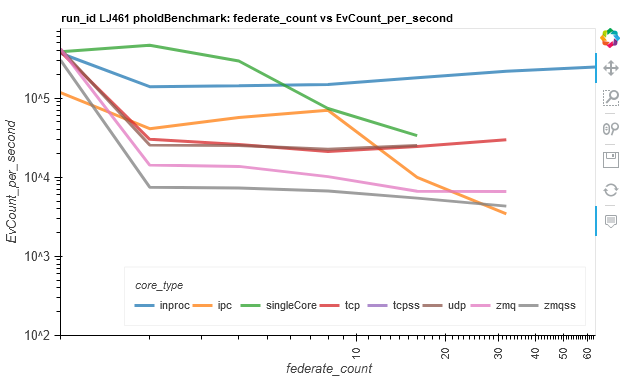 run_id LJ461 pholdBenchmark: federate_count vs EvCount_per_second
EvCount_per_second
10^5
10^4
10^3
10^2
core_type
inproc ipc singleCore tcp tcpss udp zmq zmqss
10 20 30 40 50 60
federate_count